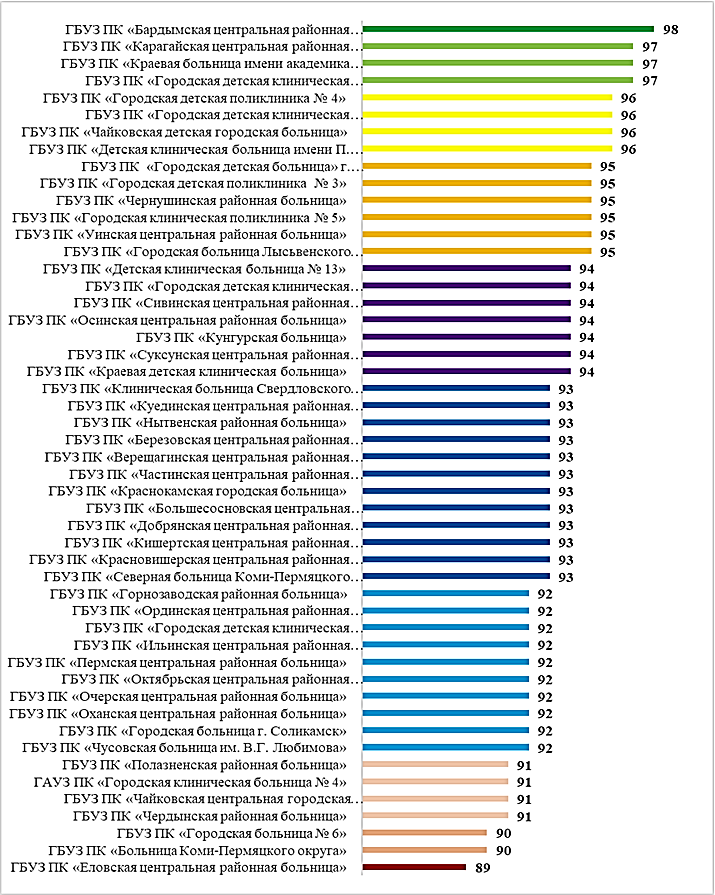 ГБУЗ ПК «Бардымская центральная районная… 98
ГБУЗ ПК «Карагайская центральная районная… 97
ГБУЗ ПК «Краевая больница имени академика… 97
ГБУЗ ПК «Городская детская клиническая… 97
ГБУЗ ПК «Городская детская поликлиника № 4» 96
ГБУЗ ПК «Городская детская клиническая… 96
ГБУЗ ПК «Чайковская детская городская больница» 96
ГБУЗ ПК «Детская клиническая больница имени П.… 96
ГБУЗ ПК «Городская детская больница» г… 95
ГБУЗ ПК «Городская детская поликлиника № 3» 95
ГБУЗ ПК «Чернушинская районная больница» 95
ГБУЗ ПК «Городская клиническая поликлиника № 5» 95
ГБУЗ ПК «Уинская центральная районная больница» 95
ГБУЗ ПК «Городская больница Лысьвенского… 95
ГБУЗ ПК «Детская клиническая больница № 13» 94
ГБУЗ ПК «Городская детская клиническая… 94
ГБУЗ ПК «Сивинская центральная районная… 94
ГБУЗ ПК «Осинская центральная районная больница» 94
ГБУЗ ПК «Кунгурская больница» 94
ГБУЗ ПК «Суксунская центральная районная… 94
ГБУЗ ПК «Краевая детская клиническая больница» 94
ГБУЗ ПК «Клиническая больница Свердловского… 93
ГБУЗ ПК «Куединская центральная районная… 93
ГБУЗ ПК «Нытвенская районная больница» 93
ГБУЗ ПК «Березовская центральная районная… 93
ГБУЗ ПК «Верещагинская центральная районная… 93
ГБУЗ ПК «Частинская центральная районная… 93
ГБУЗ ПК «Краснокамская городская больница» 93
ГБУЗ ПК «Большесосновская центральная… 93
ГБУЗ ПК «Добрянская центральная районная… 93
ГБУЗ ПК «Кишертская центральная районная… 93
ГБУЗ ПК «Красновишерская центральная районная… 93
ГБУЗ ПК «Северная больница Коми-Пермяцкого… 93
ГБУЗ ПК «Горнозаводская районная больница» 92
ГБУЗ ПК «Ординская центральная районная… 92
ГБУЗ ПК «Городская детская клиническая… 92
ГБУЗ ПК «Ильинская центральная районная… 92
ГБУЗ ПК «Пермская центральная районная больница» 92
ГБУЗ ПК «Октябрьская центральная районная… 92
ГБУЗ ПК «Очерская центральная районная больница» 92
ГБУЗ ПК «Оханская центральная районная больница» 92
ГБУЗ ПК «Городская больница г. Соликамск» 92
ГБУЗ ПК «Чусовская больница им. В.Г. Любимова» 92
ГБУЗ ПК «Полазненская районная больница» 91
ГАУЗ ПК «Городская клиническая больница № 4» 91
ГБУЗ ПК «Чайковская центральная городская… 91
ГБУЗ ПК «Чердынская районная больница» 91
ГБУЗ ПК «Городская больница № 6» 90
ГБУЗ ПК «Больница Коми-Пермяцкого округа» 90
ГБУЗ ПК «Еловская центральная районная больница» 89